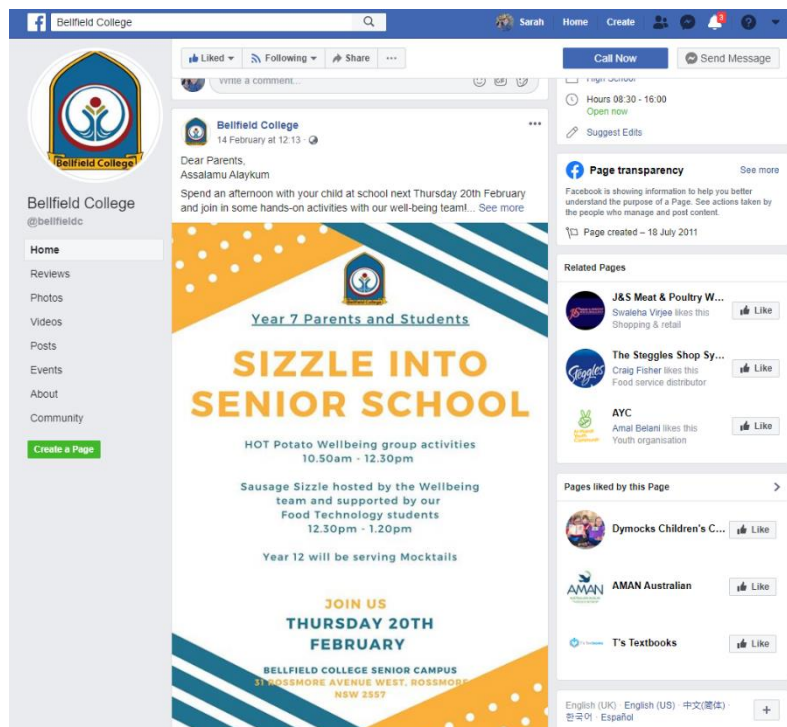 Bellfield College
Sarah
Home
Create
3
Liked
Following
Share
Call Now
Send Message
Bellfield College
Bellfield College
@bellfieldc
Home
Reviews
Photos
Videos
Posts
Events
About
Community
Create a Page
Write a comment...
GIF
Bellfield College
14 February at 12:13
Dear Parents,
Assalamu Alaykum
Spend an afternoon with your child at school next Thursday 20th February
and join in some hands-on activities with our well-being team!... See more
Year 7 Parents and Students
SIZZLE INTO
SENIOR SCHOOL
HOT Potato Wellbeing group activities
10.50am - 12.30pm
Sausage Sizzle hosted by the Wellbeing
team and supported by our
Food Technology students
12.30pm - 1.20pm
Year 12 will be serving Mocktails
JOIN US
THURSDAY 20TH
FEBRUARY
BELLFIELD COLLEGE SENIOR CAMPUS
31 ROSSMORE AVENUE WEST, ROSSMORE
NSW 2557
High School
Hours 08:30 - 16:00
Open now
Suggest Edits
Page transparency
See more
Facebook is showing information to help you better
understand the purpose of a Page. See actions taken by
the people who manage and post content.
Page created – 18 July 2011
Related Pages
J&S Meat & Poultry W...
Swaleha Virjee likes this
Shopping & retail
Like
Steggles
The Steggles Shop Sy...
Craig Fisher likes this
Food service distributor
Like
AYC
Amal Belani likes this
Youth organisation
Like
Pages liked by this Page
Dymocks Children's C...
Like
AMAN
AMAN Australian
Like
T's Textbooks
Like
English (UK) · English (US) · 中文(简体) ·
한국어 · Español